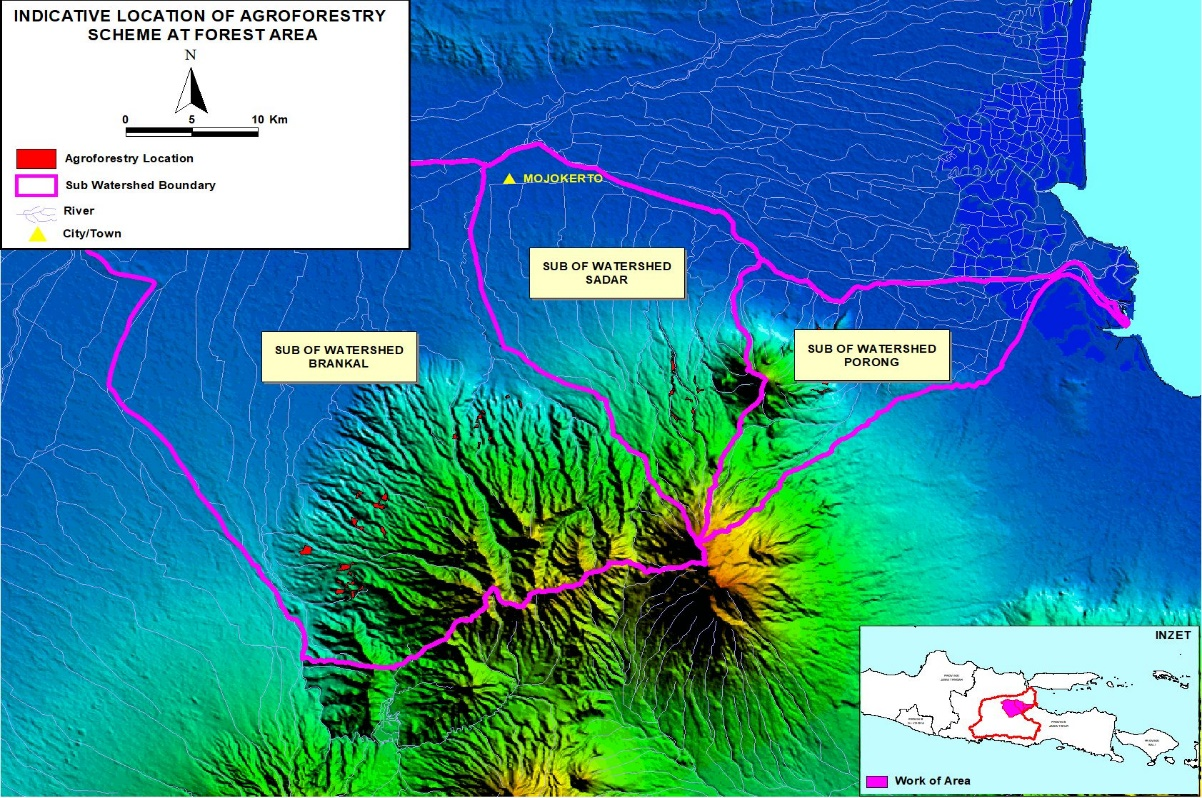 INDICATIVE LOCATION OF AGROFORESTRY
SCHEME AT FOREST AREA
N
0 5 10 Km
Agroforestry Location
Sub Watershed Boundary
River
City/Town
MOJOKERTO
SUB OF WATERSHED
SADAR
SUB OF WATERSHED
BRANKAL
SUB OF WATERSHED
PORONG
INZET
Work of Area